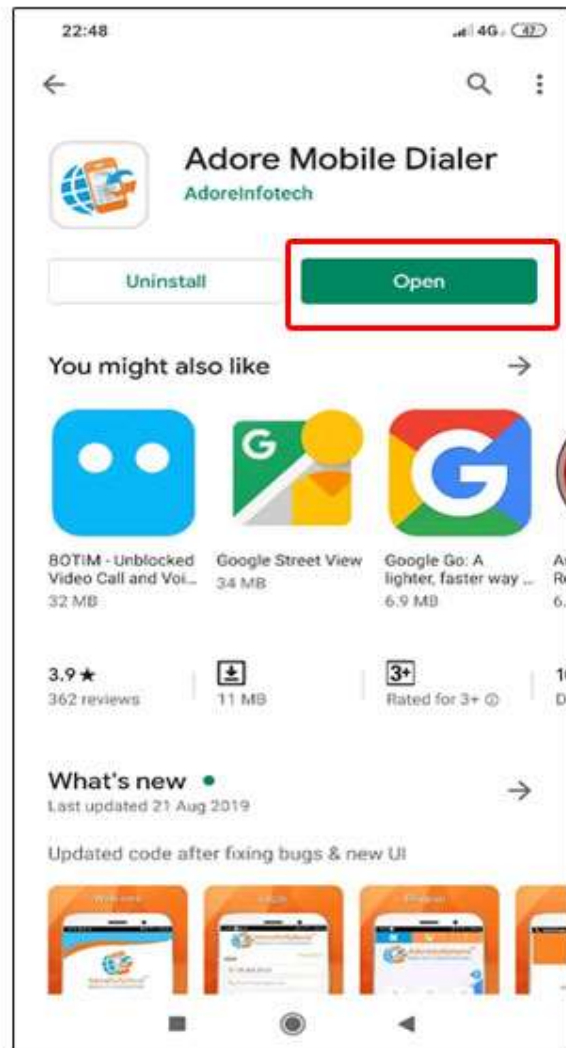 22:48
4G 47
Adore Mobile Dialer
AdoreInfotech
Uninstall
Open
You might also like
G
G
BOTIM - Unblocked
Video Call and Voi...
32 MB
Google Street View
34 MB
Google Go: A
lighter, faster way ...
6.9 MB
3.9★
362 reviews
11 MB
3+
Rated for 3+
What's new
Last updated 21 Aug 2019
Updated code after fixing bugs & new UI